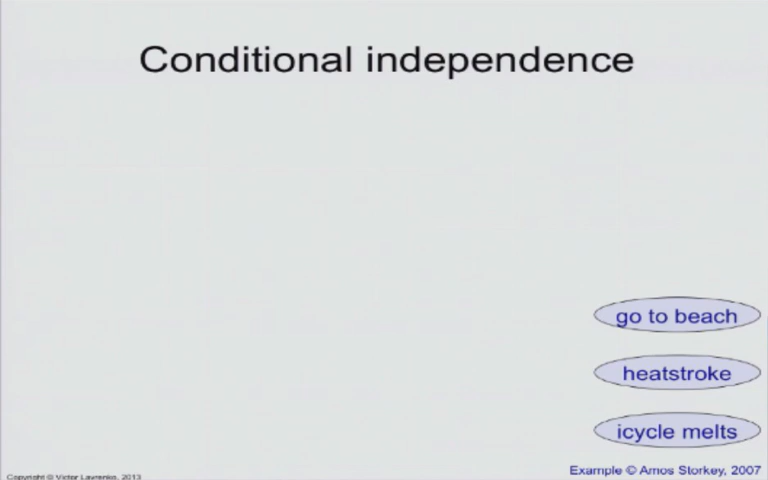 Conditional independence
go to beach
heatstroke
icycle melts
Example © Amos Storkey, 2007
Copyright © Victor Lavrenko, 2013